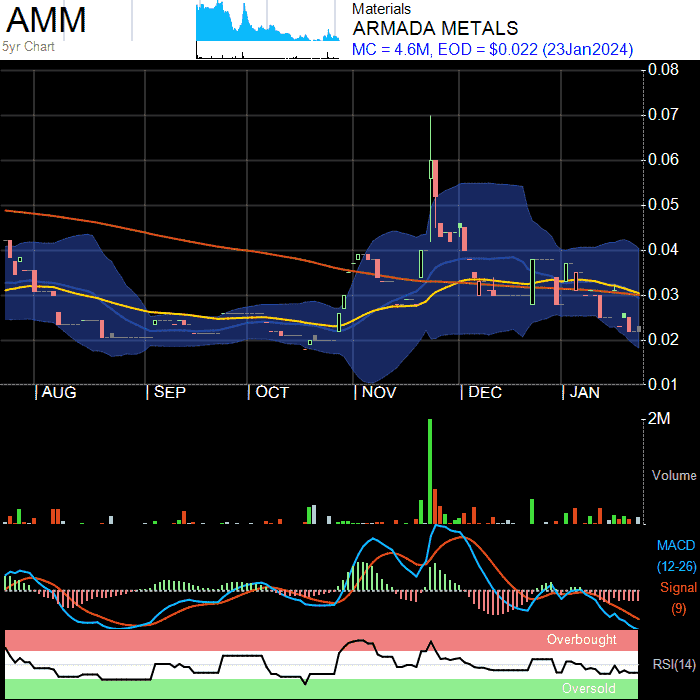 AMM
5yr Chart
Materials
ARMADA METALS
MC = 4.6M, EOD = $0.022 (23Jan2024)
0.08
0.07
0.06
0.05
0.04
0.03
0.02
0.01
AUG SEP OCT NOV DEC JAN
2M
Volume
MACD
(12-26)
Signal
(9)
Overbought
RSI(14)
Oversold